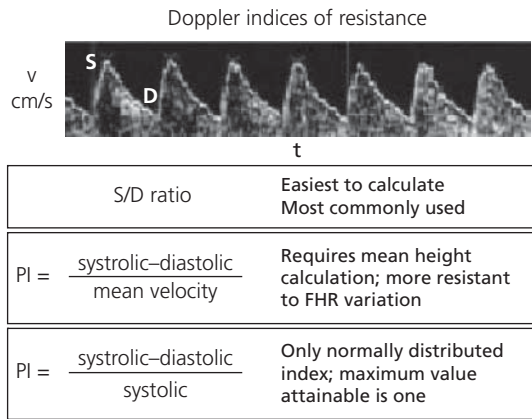 Doppler indices of resistance
S
v
D
cm/s
t
S/D ratio
Easiest to calculate
Most commonly used
PI = systrolic–diastolic
mean velocity
Requires mean height
calculation; more resistant
to FHR variation
PI = systrolic–diastolic
systolic
Only normally distributed
index; maximum value
attainable is one